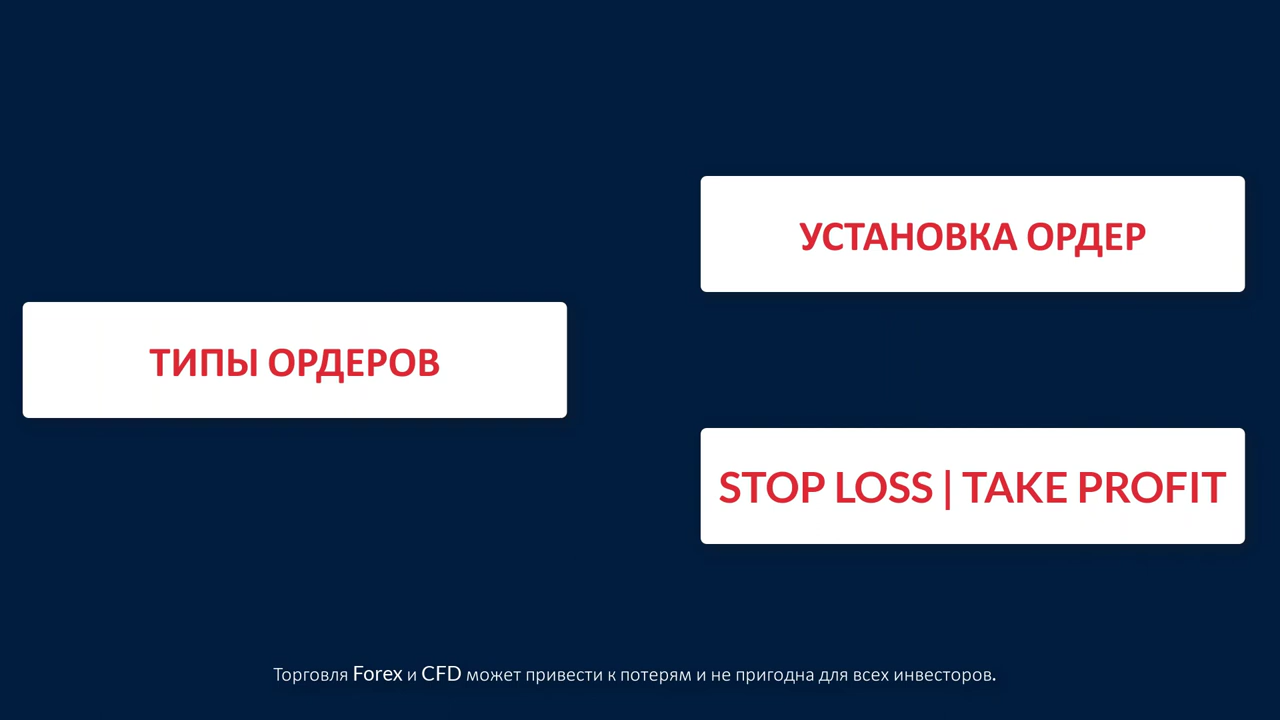 УСТАНОВКА ОРДЕР
ТИПЫ ОРДЕРОВ
STOP LOSS | TAKE PROFIT
Торговля Forex и CFD может привести к потерям и не пригодна для всех инвесторов.